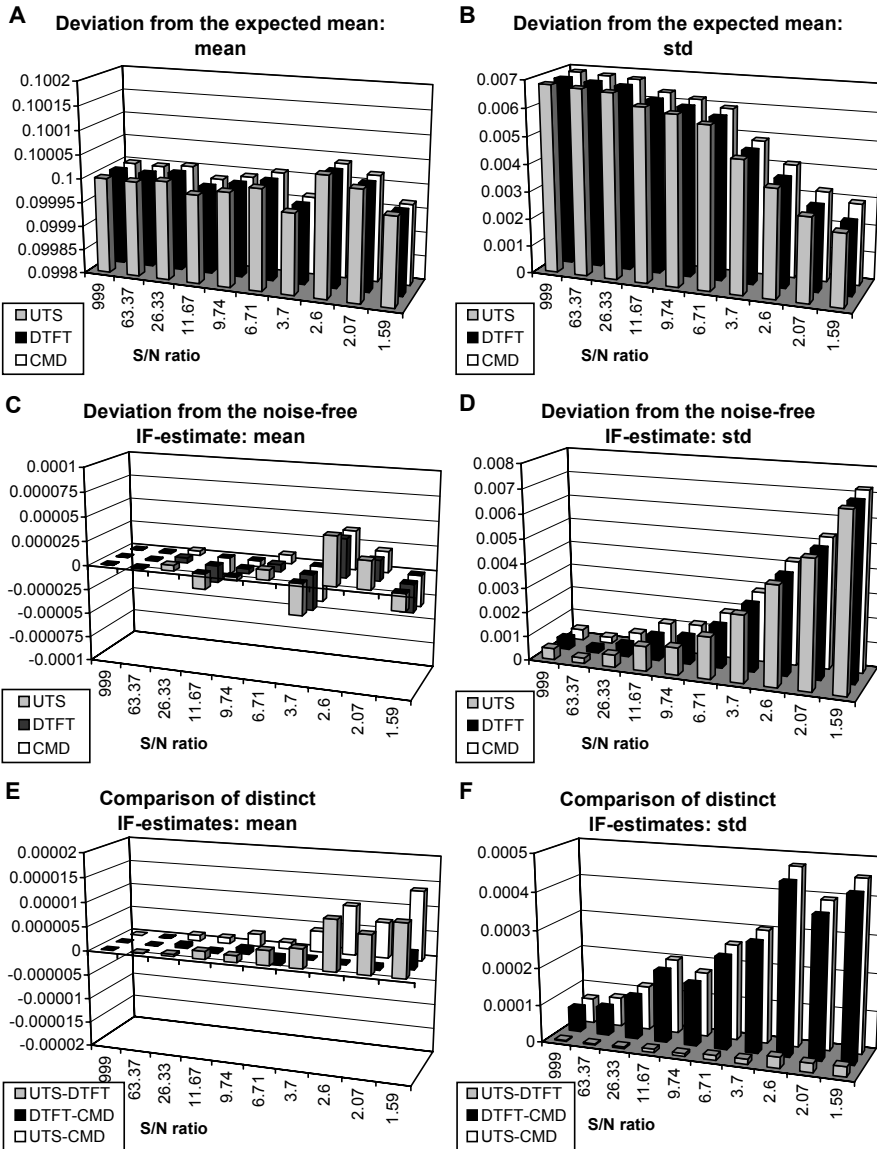 A
Deviation from the expected mean:
mean
0.1002
0.10015
0.1001
0.10005
0.1
0.09995
0.0999
0.09985
0.0998
999
63.37
26.33
11.67
9.74
6.71
3.7
2.6
2.07
1.59
UTS
DTFT
CMD
S/N ratio
B
Deviation from the expected mean:
std
0.007
0.006
0.005
0.004
0.003
0.002
0.001
0
999
63.37
26.33
11.67
9.74
6.71
3.7
2.6
2.07
1.59
UTS
DTFT
CMD
S/N ratio
C
Deviation from the noise-free
IF-estimate: mean
0.0001
0.000075
0.00005
0.000025
0
-0.000025
-0.00005
-0.000075
-0.0001
999
63.37
26.33
11.67
9.74
6.71
3.7
2.6
2.07
1.59
UTS
DTFT
CMD
S/N ratio
D
Deviation from the noise-free
IF-estimate: std
0.008
0.007
0.006
0.005
0.004
0.003
0.002
0.001
0
999
63.37
26.33
11.67
9.74
6.71
3.7
2.6
2.07
1.59
UTS
DTFT
CMD
S/N ratio
E
Comparison of distinct
IF-estimates: mean
0.00002
0.000015
0.00001
0.000005
0
-0.000005
-0.00001
-0.000015
-0.00002
999
63.37
26.33
11.67
9.74
6.71
3.7
2.6
2.07
1.59
UTS-DTFT
DTFT-CMD
UTS-CMD
S/N ratio
F
Comparison of distinct
IF-estimates: std
0.0005
0.0004
0.0003
0.0002
0.0001
0
999
63.37
26.33
11.67
9.74
6.71
3.7
2.6
2.07
1.59
UTS-DTFT
DTFT-CMD
UTS-CMD
S/N ratio